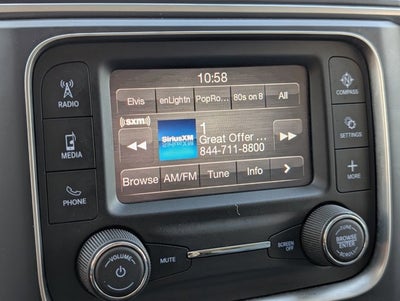 10:58
Elvis enLightn PopRo... 80s on 8 All
((sxm))
SiriusXM
1
Great Offer ...
844-711-8800
Browse AM/FM Tune Info >
RADIO
MEDIA
PHONE
COMPASS
SETTINGS
+
MORE
VOLUME
MUTE
SCREEN
OFF
TUNE
BROWSE
ENTER